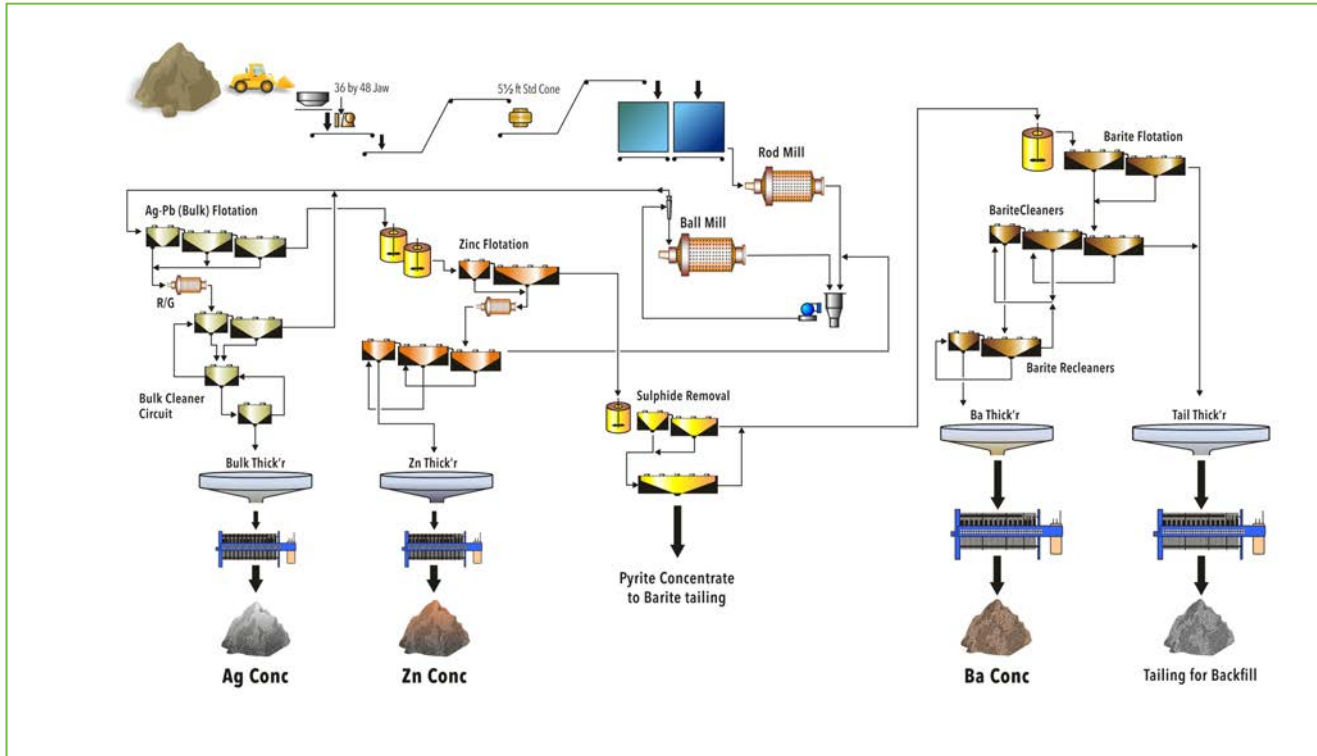 36 by 48 Jaw
5½ ft Std Cone
Rod Mill
Ball Mill
Ag-Pb (Bulk) Flotation
R/G
Bulk Cleaner
Circuit
Zinc Flotation
Sulphide Removal
Barite Flotation
BariteCleaners
Barite Recleaners
Bulk Thick'r
Zn Thick'r
Ba Thick'r
Tail Thick'r
Pyrite Concentrate
to Barite tailing
Ag Conc
Zn Conc
Ba Conc
Tailing for Backfill